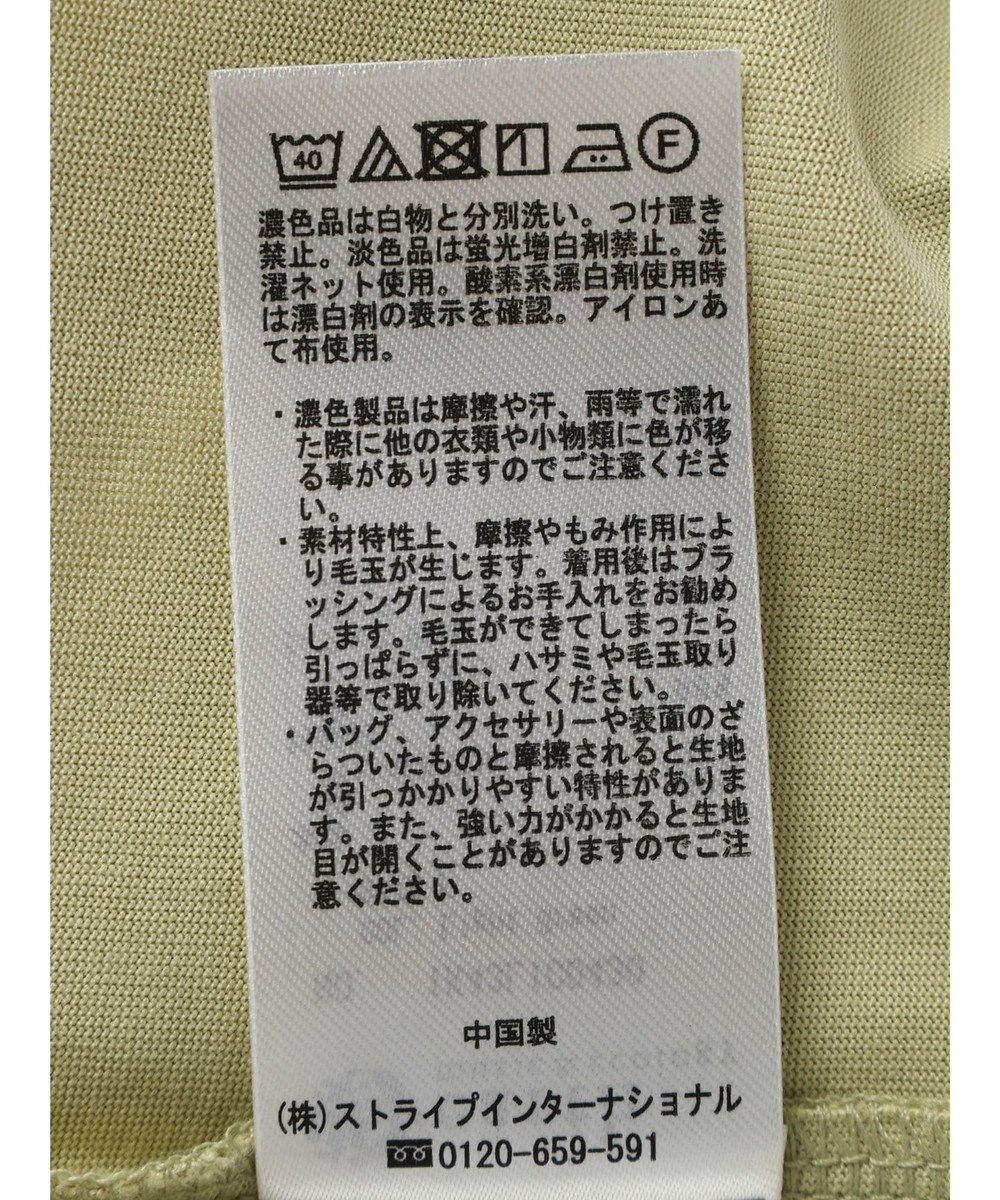 40 F
濃色品は白物と分別洗い。つけ置き
禁止。淡色品は蛍光増白剤禁止。洗
濯ネット使用。酸素系漂白剤使用時
は漂白剤の表示を確認。アイロンあ
て布使用。
・濃色製品は摩擦や汗、雨等で濡れ
た際に他の衣類や小物類に色が移
る事がありますのでご注意くださ
い。
・素材特性上、摩擦やもみ作用によ
り毛玉が生じます。着用後はブラ
ッシングによるお手入れをお勧め
します。毛玉ができてしまったら
引っぱらずに、ハサミや毛玉取り
器等で取り除いてください。
・バッグ、アクセサリーや表面のざ
らついたものと摩擦されると生地
が引っかかりやすい特性がありま
す。また、強い力がかかると生地
目が開くことがありますのでご注
意ください。
中国製
(株)ストライプインターナショナル
0120-659-591